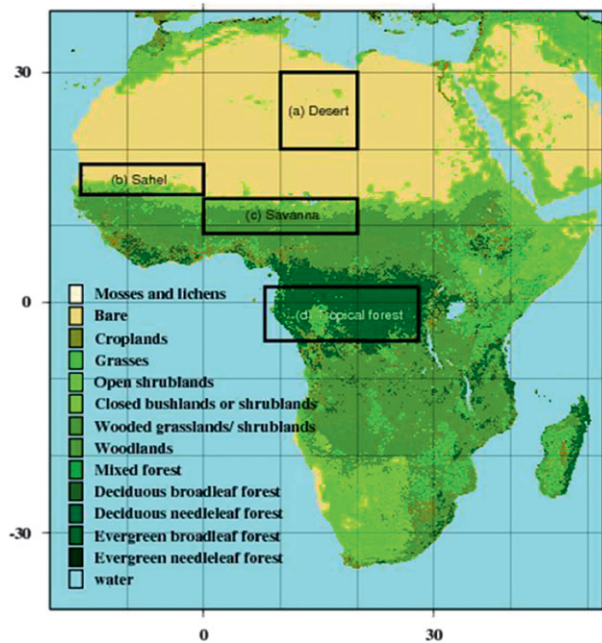 30
(a) Desert
(b) Sahel
(c) Savanna
0
(d) Tropical forest
Mosses and lichens
Bare
Croplands
Grasses
Open shrublands
Closed bushlands or shrublands
Wooded grasslands/ shrublands
Woodlands
Mixed forest
Deciduous broadleaf forest
Deciduous needleleaf forest
Evergreen broadleaf forest
Evergreen needleleaf forest
water
-30
0 30